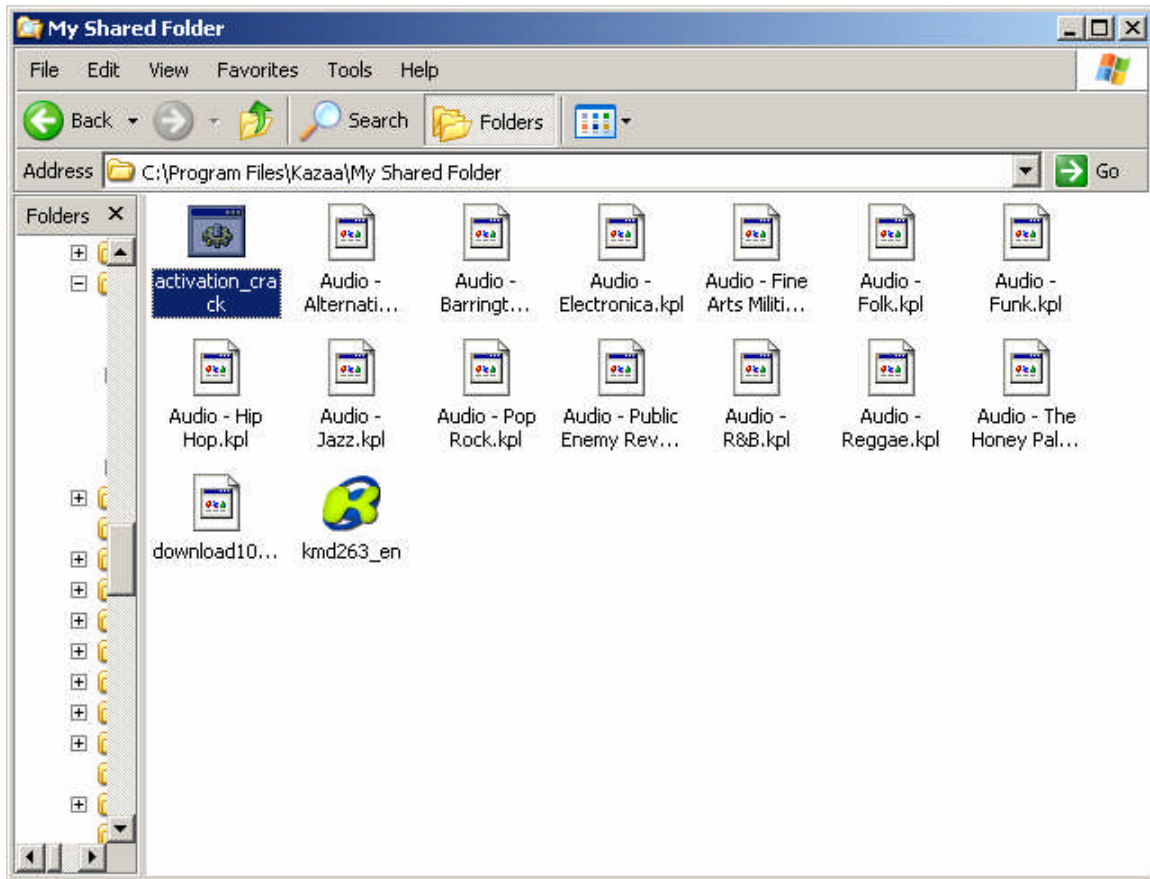 My Shared Folder
File Edit View Favorites Tools Help
Back Search Folders
Address C:\Program Files\Kazaa\My Shared Folder Go
Folders X
activation_cra
ck
Audio -
Alternati...
Audio -
Barringt...
Audio -
Electronica.kpl
Audio - Fine
Arts Militi...
Audio -
Folk.kpl
Audio -
Funk.kpl
Audio - Hip
Hop.kpl
Audio -
Jazz.kpl
Audio - Pop
Rock.kpl
Audio - Public
Enemy Rev...
Audio -
R&B.kpl
Audio -
Reggae.kpl
Audio - The
Honey Pal...
download10...
kmd263_en